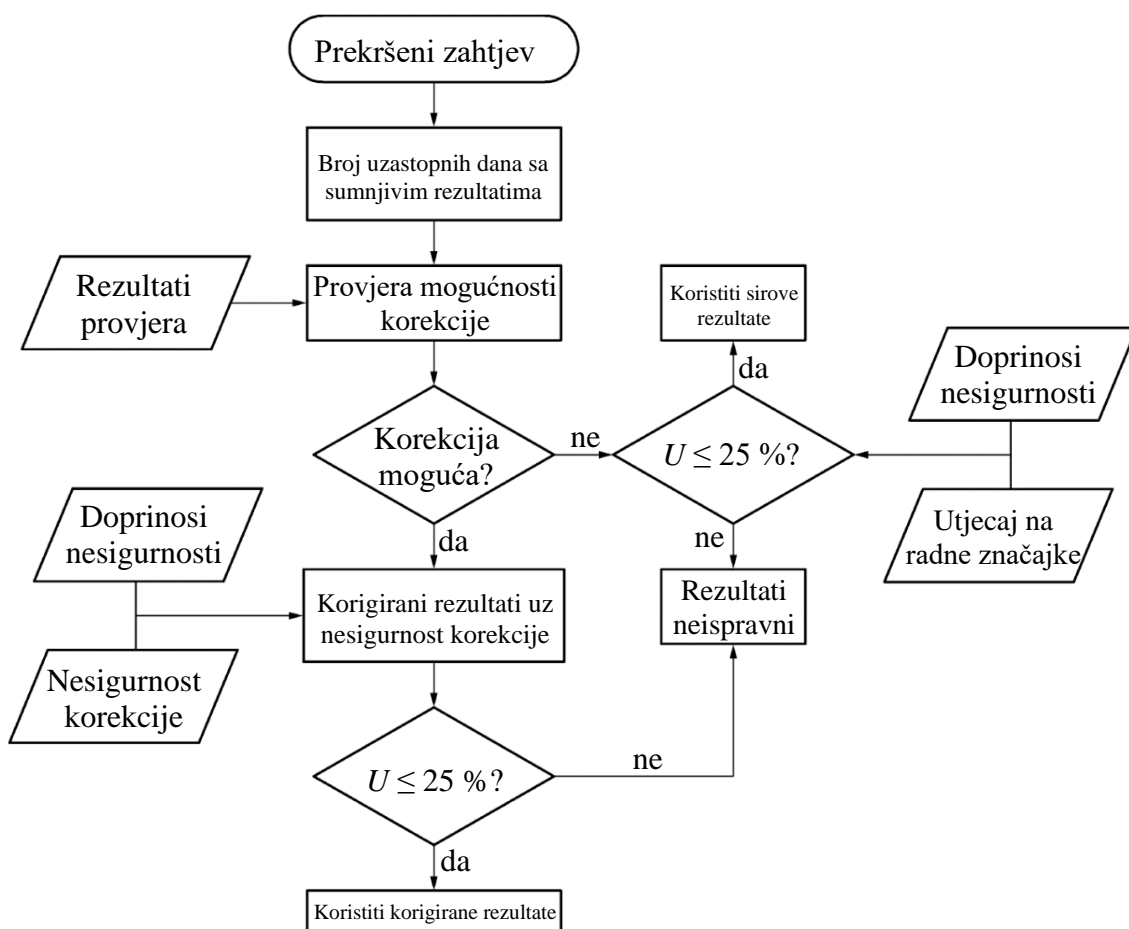 Prekršeni zahtjev
Broj uzastopnih dana sa
sumnjivim rezultatima
Rezultati
provjera
Provjera mogućnosti
korekcije
Koristiti sirove
rezultate
Doprinosi
nesigurnosti
da
Korekcija
moguća?
ne
U ≤ 25 %?
Utjecaj na
radne značajke
Doprinosi
nesigurnosti
da
ne
Korigirani rezultati uz
nesigurnost korekcije
Rezultati
neispravni
Nesigurnost
korekcije
U ≤ 25 %?
ne
da
Koristiti korigirane rezultate